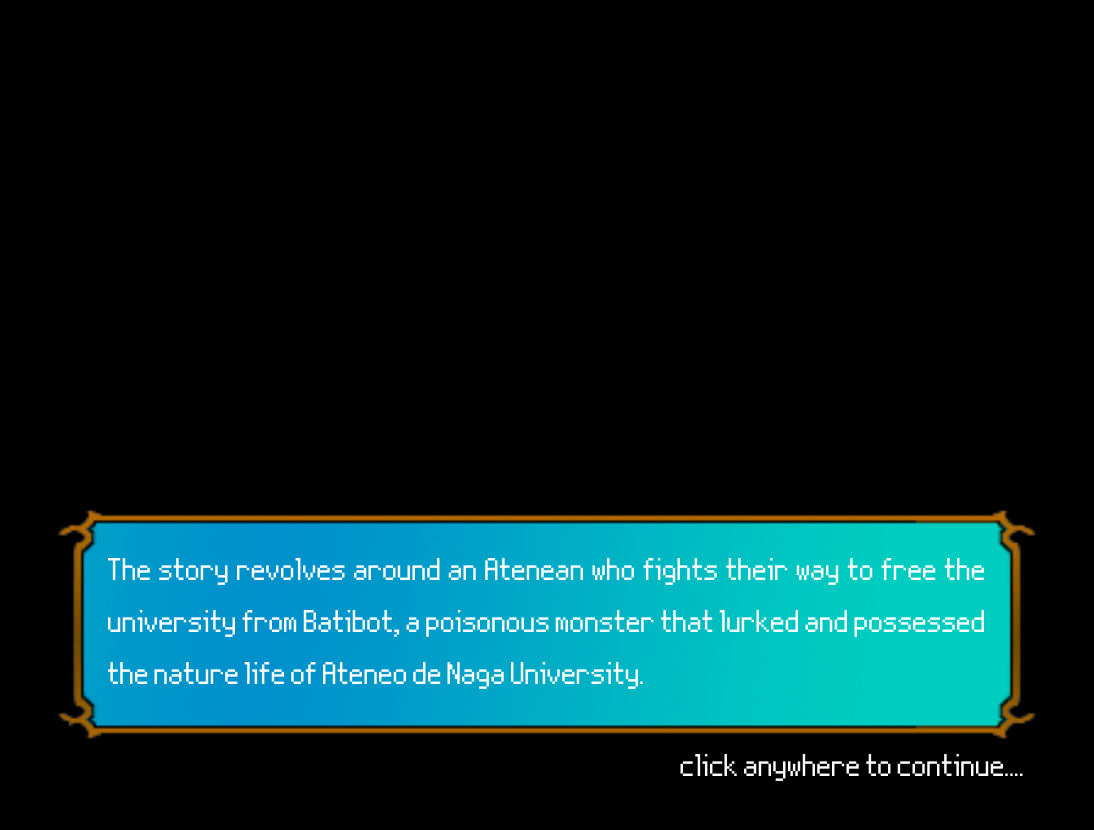 The story revolves around an Atenean who fights their way to free the
university from Batibot, a poisonous monster that lurked and possessed
the nature life of Ateneo de Naga University.
click anywhere to continue....